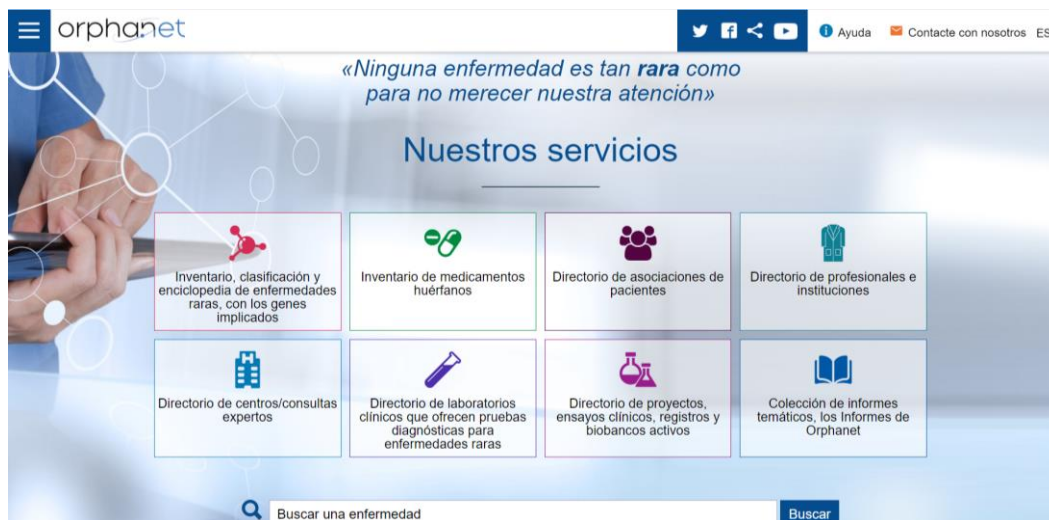 orphanet
Ayuda
Contacte con nosotros
ES
«Ninguna enfermedad es tan rara como
para no merecer nuestra atención»
Nuestros servicios
Inventario, clasificación y
enciclopedia de enfermedades
raras, con los genes
implicados
Inventario de medicamentos
huérfanos
Directorio de asociaciones de
pacientes
Directorio de profesionales e
instituciones
Directorio de centros/consultas
expertos
Directorio de laboratorios
clínicos que ofrecen pruebas
diagnósticas para
enfermedades raras
Directorio de proyectos,
ensayos clínicos, registros y
biobancos activos
Colección de informes
temáticos, los Informes de
Orphanet
Buscar una enfermedad
Buscar